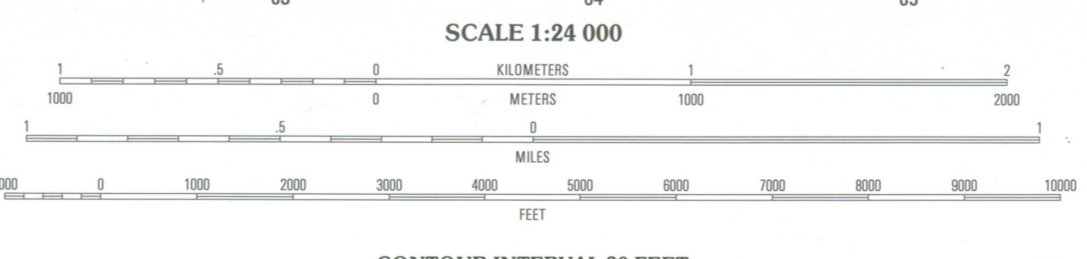 SCALE 1:24 000
1 .5 0 KILOMETERS 1 2
1000 0 METERS 1000 2000
1 .5 0 1
MILES
0 1000 2000 3000 4000 5000 6000 7000 8000 9000 10000
FEET